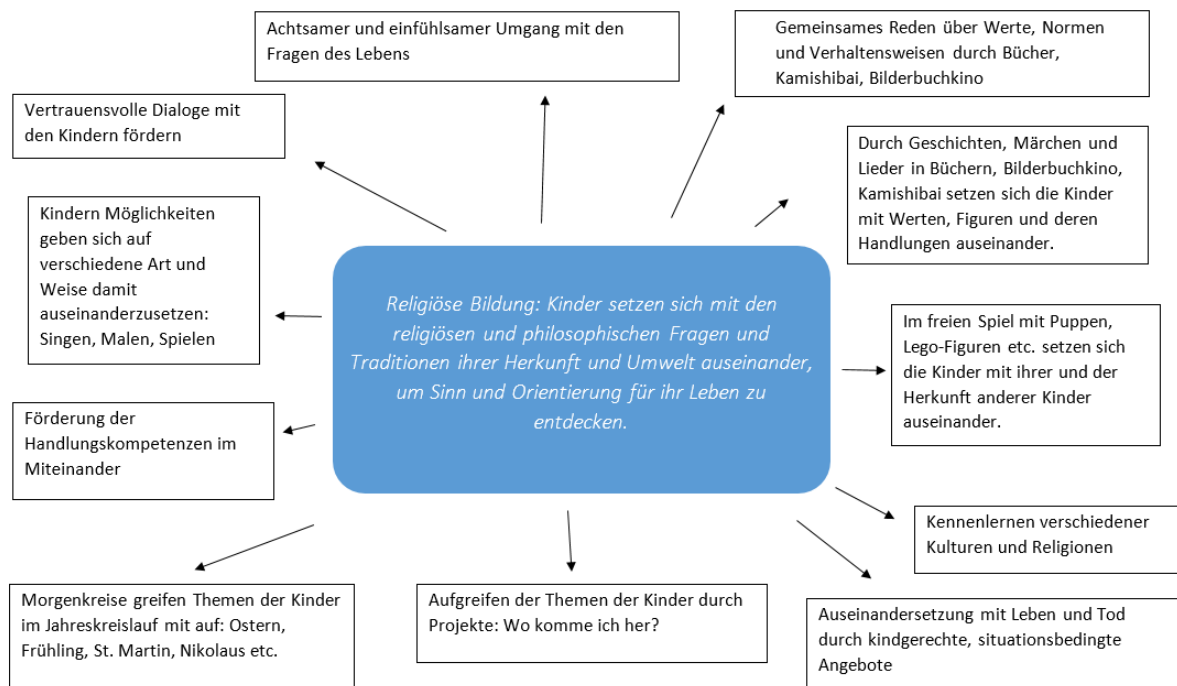 Achtsamer und einfühlsamer Umgang mit den
Fragen des Lebens
Gemeinsames Reden über Werte, Normen
und Verhaltensweisen durch Bücher,
Kamishibai, Bilderbuchkino
Vertrauensvolle Dialoge mit
den Kindern fördern
Durch Geschichten, Märchen und
Lieder in Büchern, Bilderbuchkino,
Kamishibai setzen sich die Kinder
mit Werten, Figuren und deren
Handlungen auseinander.
Kindern Möglichkeiten
geben sich auf
verschiedene Art und
Weise damit
auseinanderzusetzen:
Singen, Malen, Spielen
Religiöse Bildung: Kinder setzen sich mit den
religiösen und philosophischen Fragen und
Traditionen ihrer Herkunft und Umwelt auseinander,
um Sinn und Orientierung für ihr Leben zu
entdecken.
Im freien Spiel mit Puppen,
Lego-Figuren etc. setzen sich
die Kinder mit ihrer und der
Herkunft anderer Kinder
auseinander.
Förderung der
Handlungskompetenzen im
Miteinander
Kennenlernen verschiedener
Kulturen und Religionen
Morgenkreise greifen Themen der Kinder
im Jahreskreislauf mit auf: Ostern,
Frühling, St. Martin, Nikolaus etc.
Aufgreifen der Themen der Kinder durch
Projekte: Wo komme ich her?
Auseinandersetzung mit Leben und Tod
durch kindgerechte, situationsbedingte
Angebote